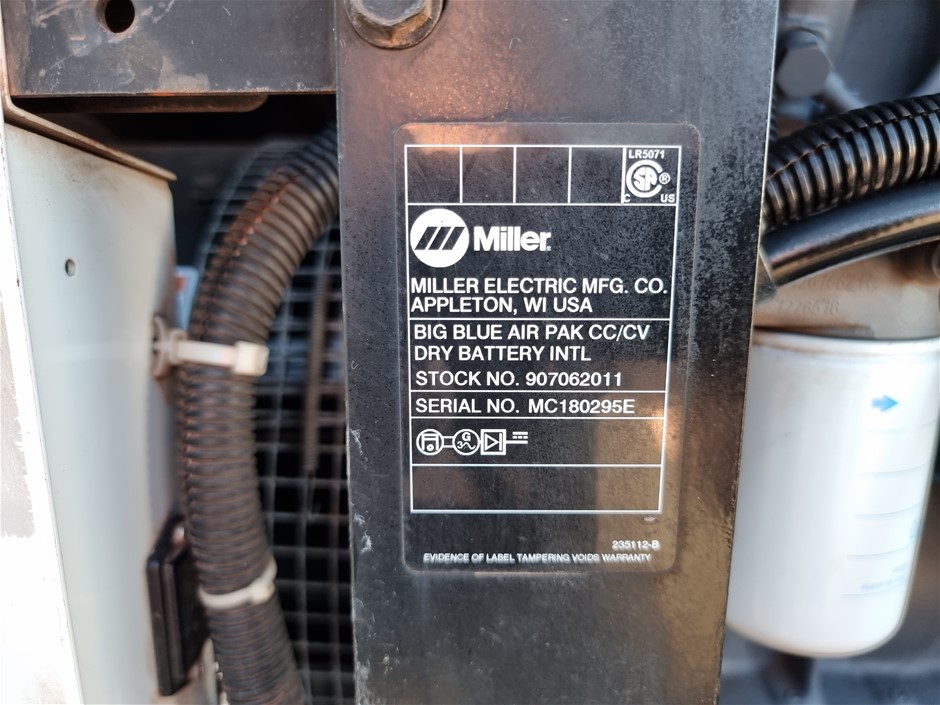 LR5071
C US
Miller
MILLER ELECTRIC MFG. CO.
APPLETON, WI USA
BIG BLUE AIR PAK CC/CV
DRY BATTERY INTL
STOCK NO. 907062011
SERIAL NO. MC180295E
G
3
235112-B
EVIDENCE OF LABEL TAMPERING VOIDS WARRANTY